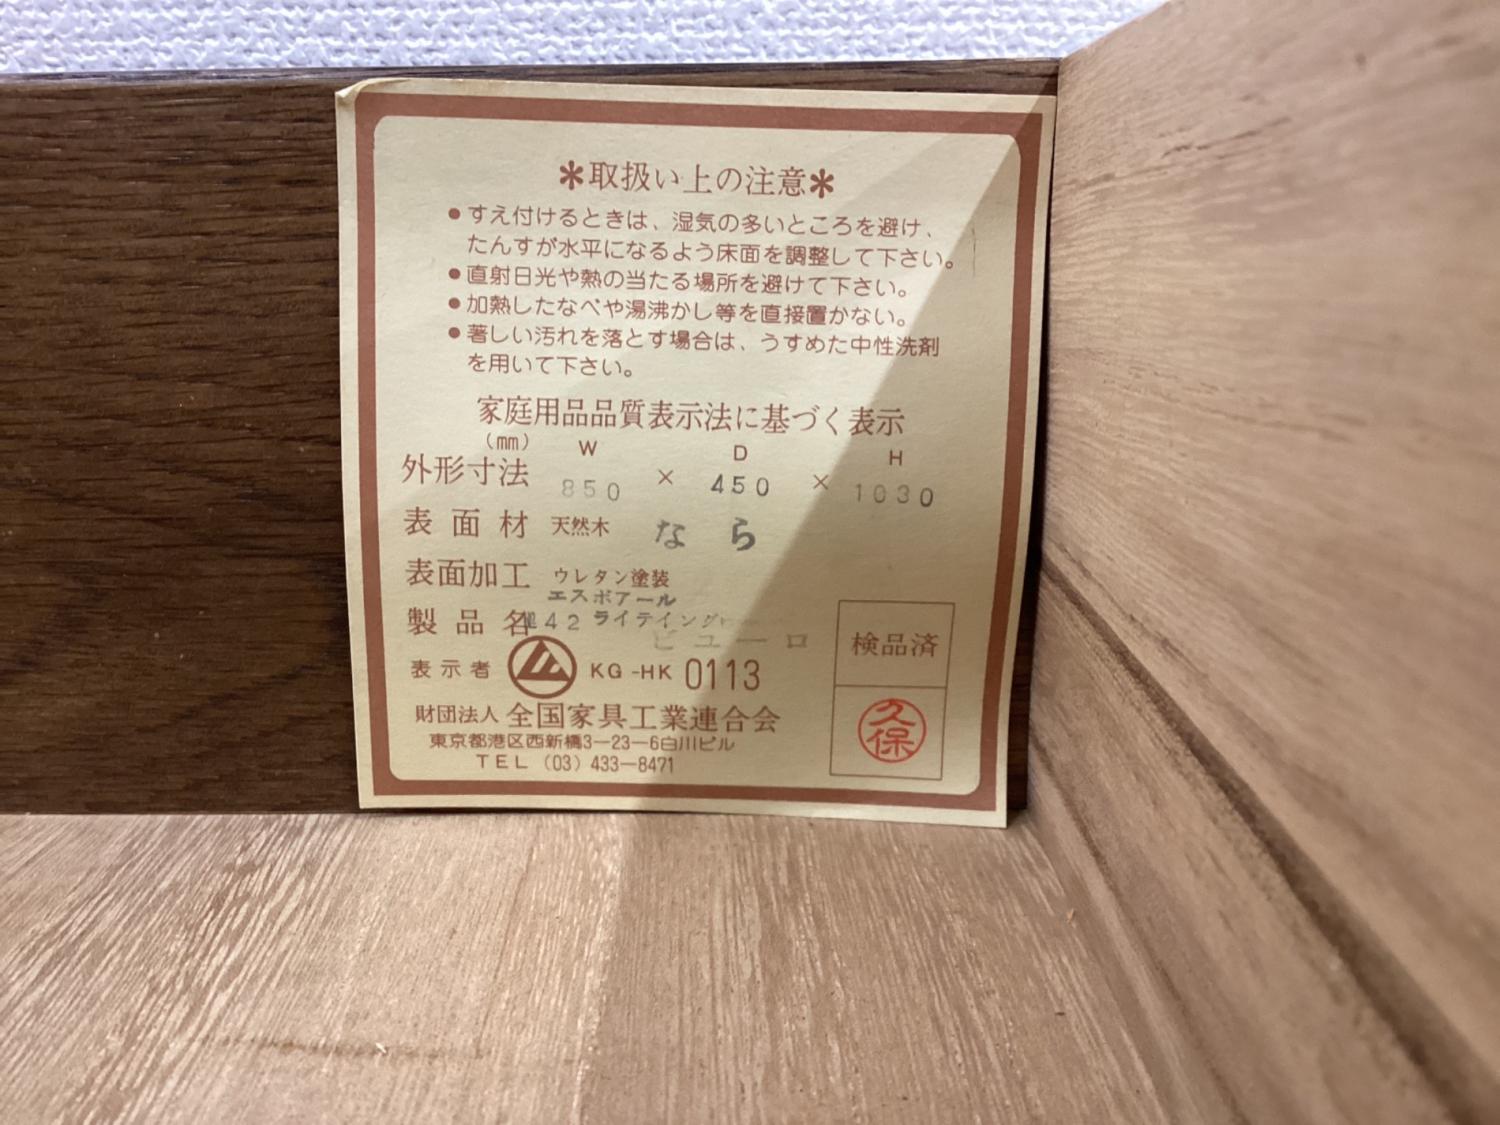 ＊取扱い上の注意＊
●すえ付けるときは、湿気の多いところを避け、
たんすが水平になるよう床面を調整して下さい。
●直射日光や熱の当たる場所を避けて下さい。
●加熱したなべや湯沸かし等を直接置かない。
●著しい汚れを落とす場合は、うすめた中性洗剤
を用いて下さい。
家庭用品品質表示法に基づく表示
(㎜) W D H
外形寸法 850 × 450 × 1030
表面材 天然木 なら
表面加工 ウレタン塗装
エスポアール
製品名 42 ライティング
ビューロ
表示者 KG-HK 0113
財団法人 全国家具工業連合会
東京都港区西新橋3−23−6白川ビル
TEL (03) 433−8471
検品済
久保